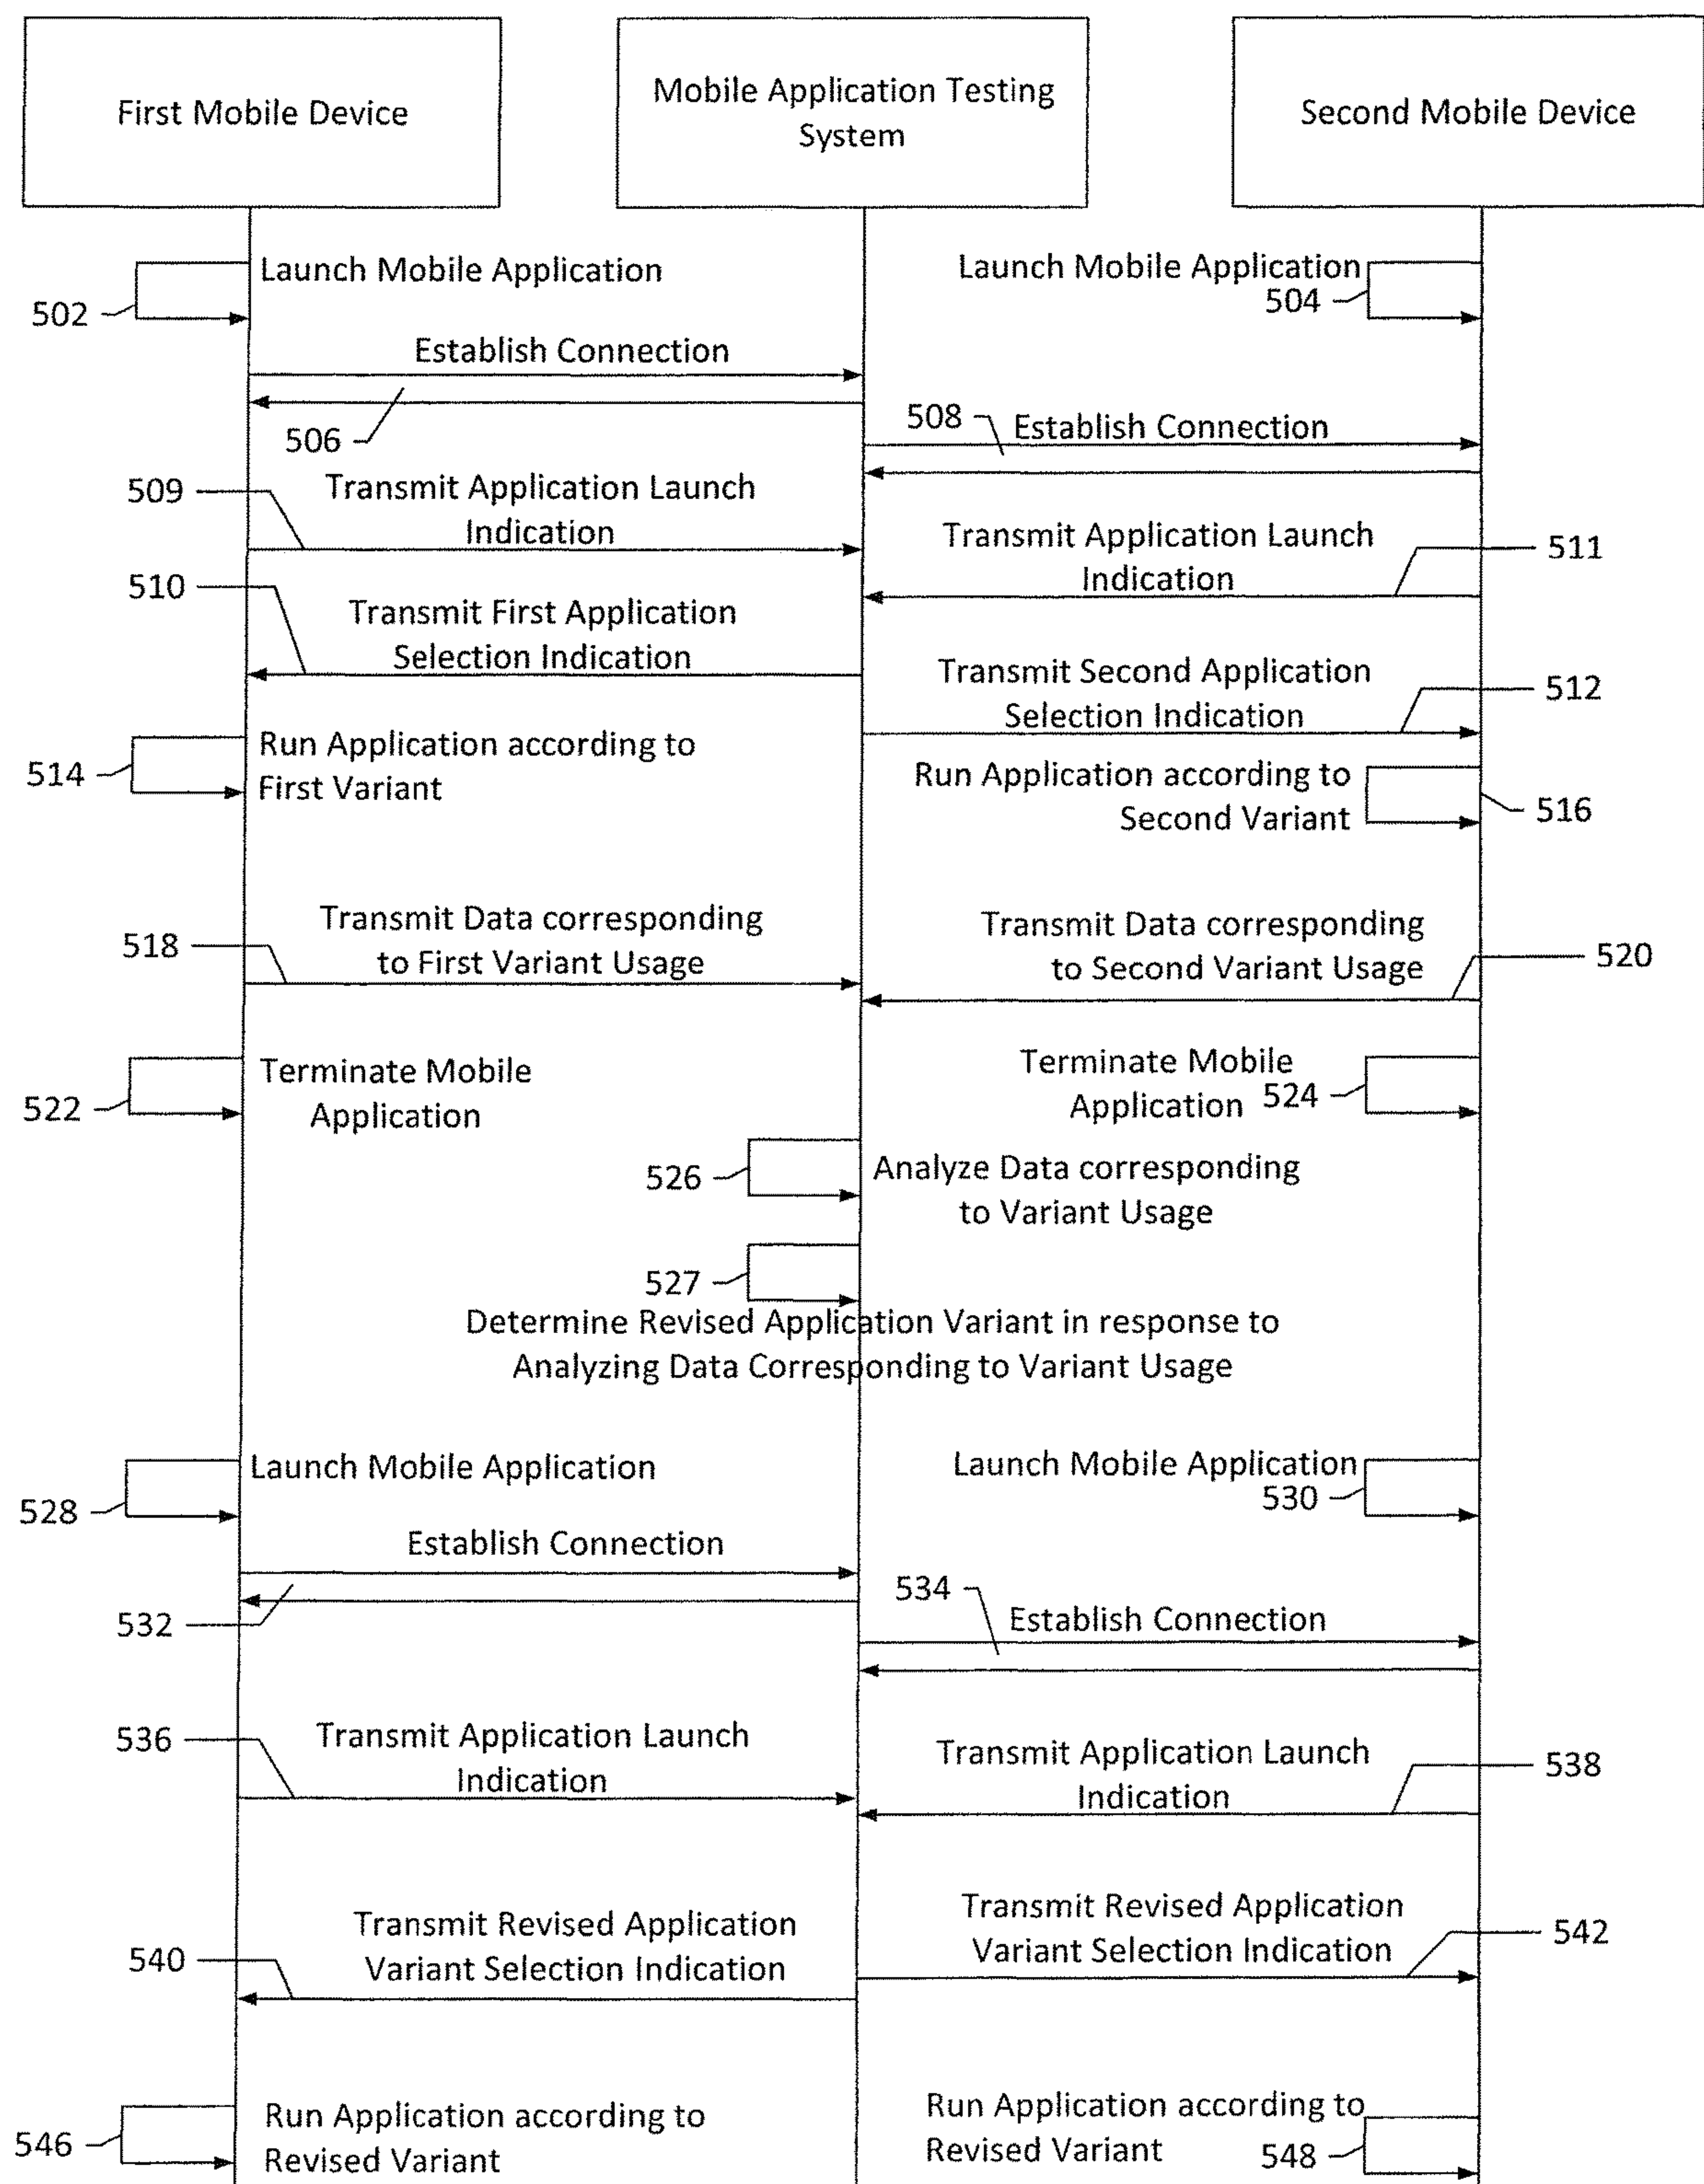 First Mobile Device
Mobile Application Testing
System
Second Mobile Device
Launch Mobile Application
502
Launch Mobile Application
504
Establish Connection
506
508
Establish Connection
509
Transmit Application Launch
Indication
Transmit Application Launch
Indication
511
510
Transmit First Application
Selection Indication
Transmit Second Application
Selection Indication
512
514
Run Application according to
First Variant
Run Application according to
Second Variant
516
518
Transmit Data corresponding
to First Variant Usage
Transmit Data corresponding
to Second Variant Usage
520
522
Terminate Mobile
Application
Terminate Mobile
Application
524
526
Analyze Data corresponding
to Variant Usage
527
Determine Revised Application Variant in response to
Analyzing Data Corresponding to Variant Usage
Launch Mobile Application
528
Launch Mobile Application
530
Establish Connection
532
534
Establish Connection
536
Transmit Application Launch
Indication
Transmit Application Launch
Indication
538
540
Transmit Revised Application
Variant Selection Indication
Transmit Revised Application
Variant Selection Indication
542
546
Run Application according to
Revised Variant
Run Application according to
Revised Variant
548